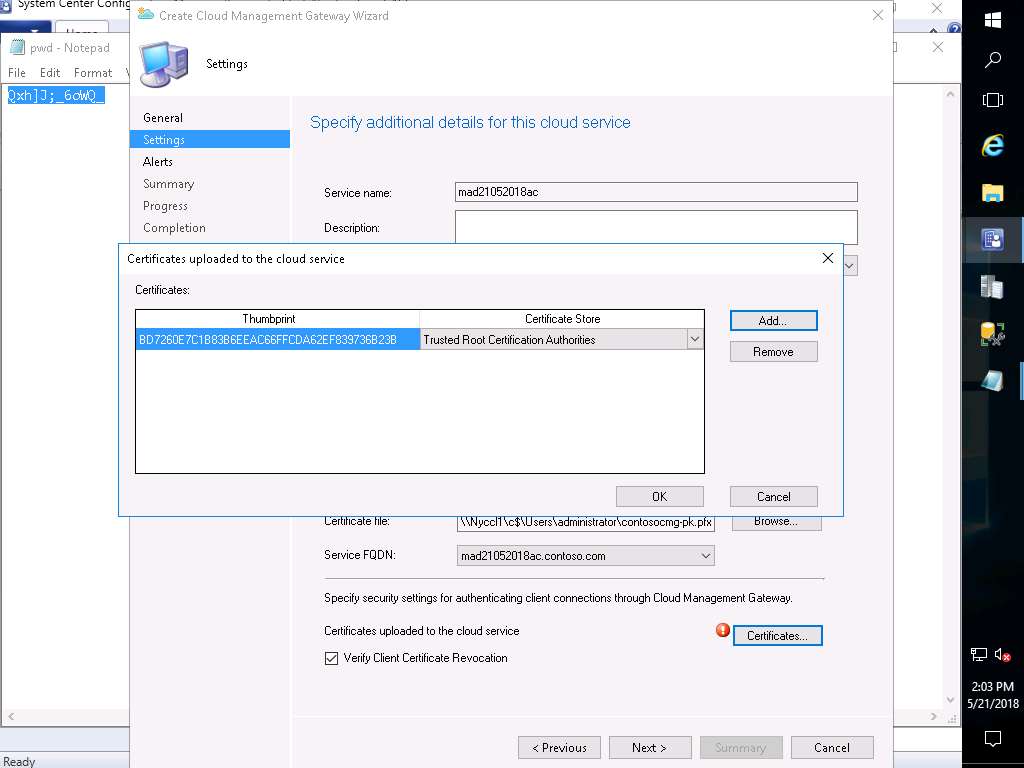 System Center Config
Create Cloud Management Gateway Wizard
Home
pwd - Notepad
File Edit Format
Settings
Qxh]J;_6cWQ_
General
Settings
Alerts
Summary
Progress
Completion
Specify additional details for this cloud service
Service name: mad21052018ac
Description:
Certificates uploaded to the cloud service
Certificates:
Thumbprint Certificate Store
BD7260E7C1B83B6EEAC66FFCDA62EF839736B23B Trusted Root Certification Authorities
Add...
Remove
OK Cancel
Certificate file: \\Nyccl1\c$\Users\administrator\contosocmg-pk.pfx Browse...
Service FQDN: mad21052018ac.contoso.com
Specify security settings for authenticating client connections through Cloud Management Gateway.
Certificates uploaded to the cloud service Certificates...
Verify Client Certificate Revocation
< Previous Next > Summary Cancel
Ready
2:03 PM
5/21/2018